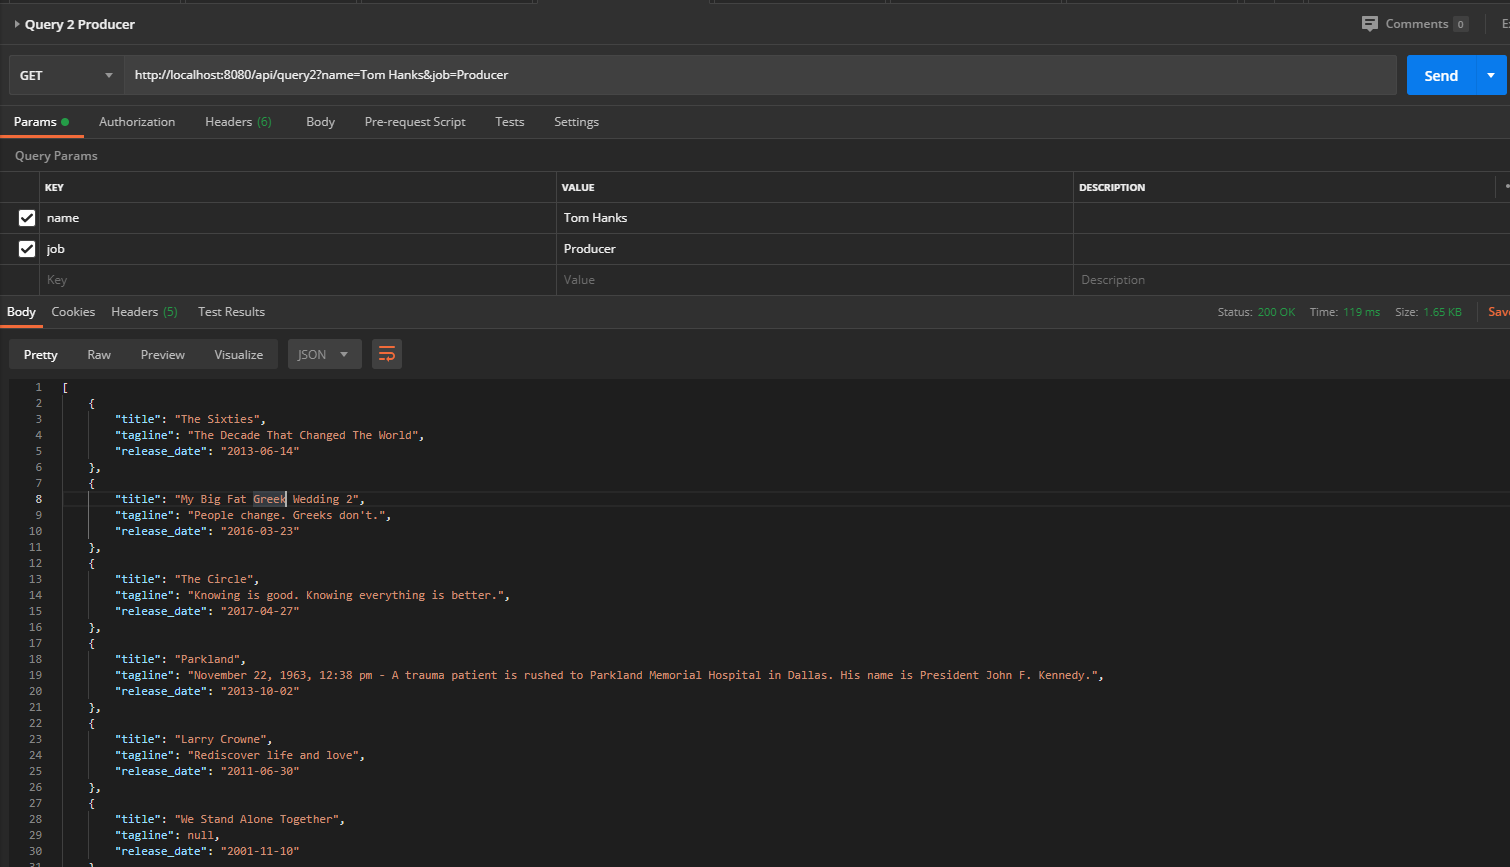 Query 2 Producer
Comments 0
GET http://localhost:8080/api/query2?name=Tom Hanks&job=Producer Send
Params Authorization Headers (6) Body Pre-request Script Tests Settings
Query Params
KEY VALUE DESCRIPTION
name Tom Hanks
job Producer
Key Value Description
Body Cookies Headers (5) Test Results Status: 200 OK Time: 119 ms Size: 1.65 KB
Pretty Raw Preview Visualize JSON
1 [
2 {
3 "title": "The Sixties",
4 "tagline": "The Decade That Changed The World",
5 "release_date": "2013-06-14"
6 },
7 {
8 "title": "My Big Fat Greek Wedding 2",
9 "tagline": "People change. Greeks don't.",
10 "release_date": "2016-03-23"
11 },
12 {
13 "title": "The Circle",
14 "tagline": "Knowing is good. Knowing everything is better.",
15 "release_date": "2017-04-27"
16 },
17 {
18 "title": "Parkland",
19 "tagline": "November 22, 1963, 12:38 pm - A trauma patient is rushed to Parkland Memorial Hospital in Dallas. His name is President John F. Kennedy.",
20 "release_date": "2013-10-02"
21 },
22 {
23 "title": "Larry Crowne",
24 "tagline": "Rediscover life and love",
25 "release_date": "2011-06-30"
26 },
27 {
28 "title": "We Stand Alone Together",
29 "tagline": null,
30 "release_date": "2001-11-10"